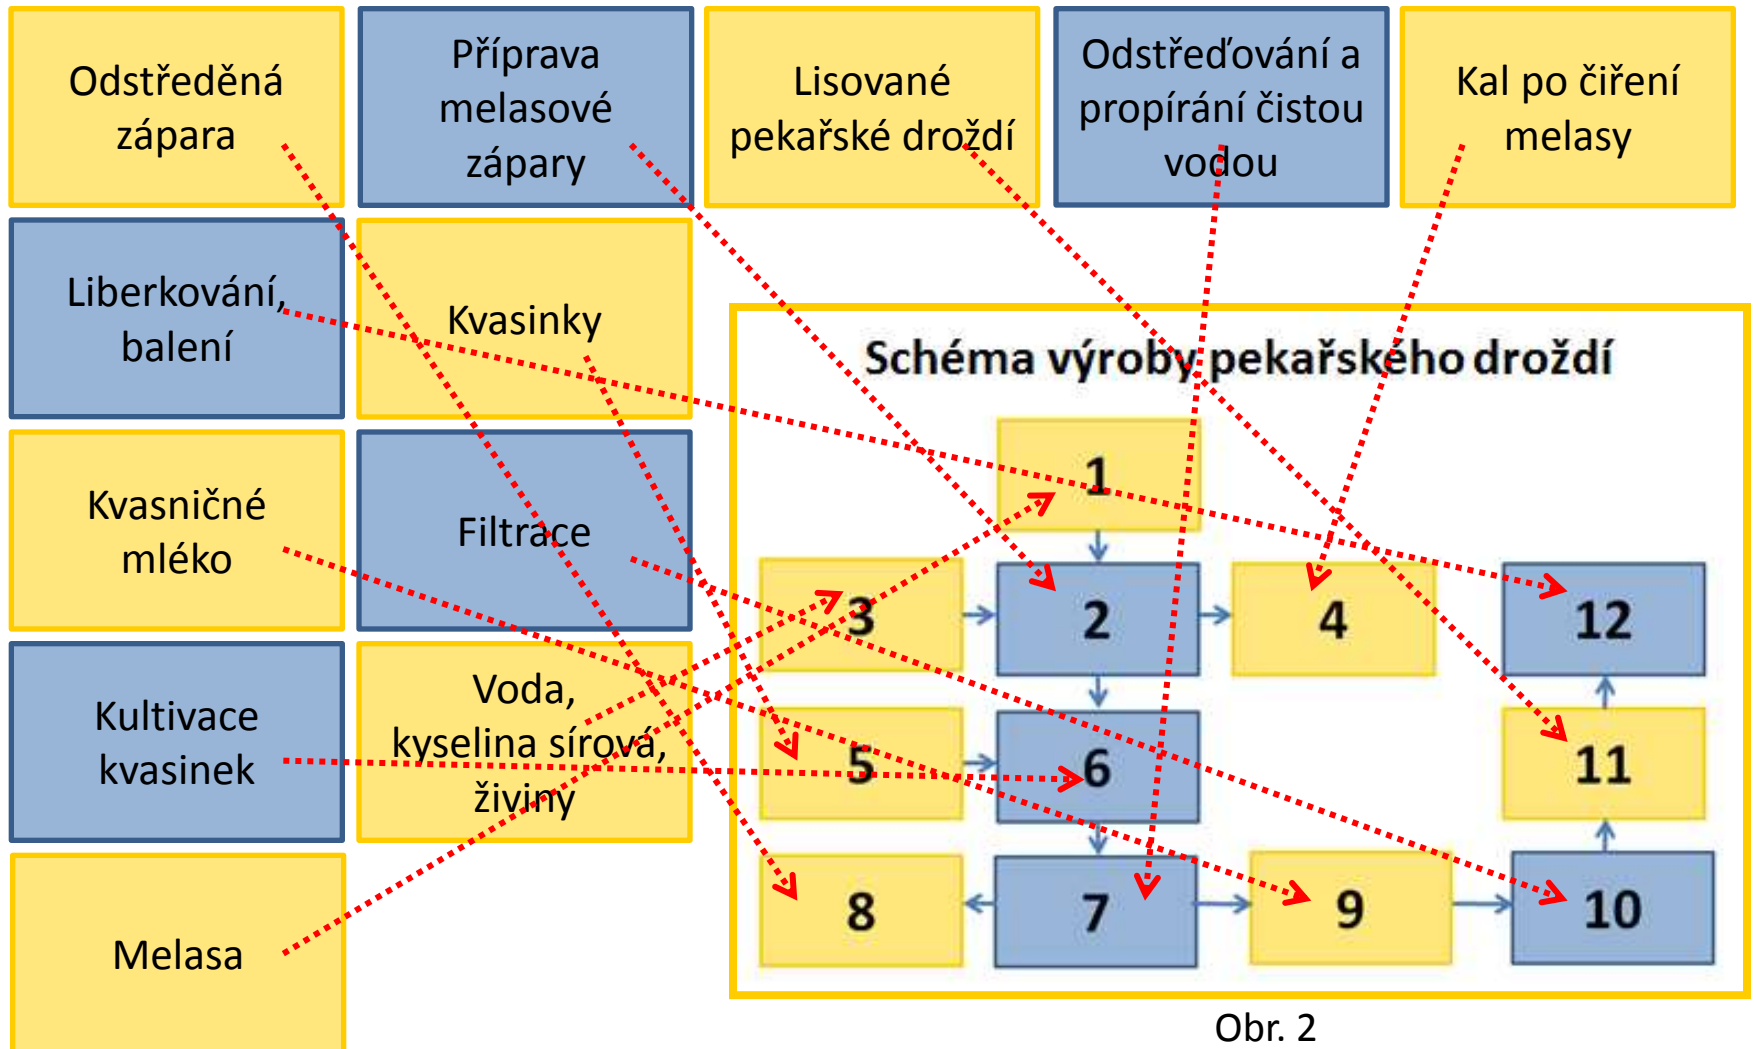 Odstředěná
zápara
Příprava
melasové
zápary
Lisované
pekařské droždí
Odstřeďování a
propírání čistou
vodou
Kal po čiření
melasy
Liberkování,
balení
Kvasinky
Kvasničné
mléko
Filtrace
Kultivace
kvasinek
Voda,
kyselina sírová,
živiny
Melasa
Schéma výroby pekařského droždí
1
3
2
4
12
5
6
11
8
7
9
10
Obr. 2